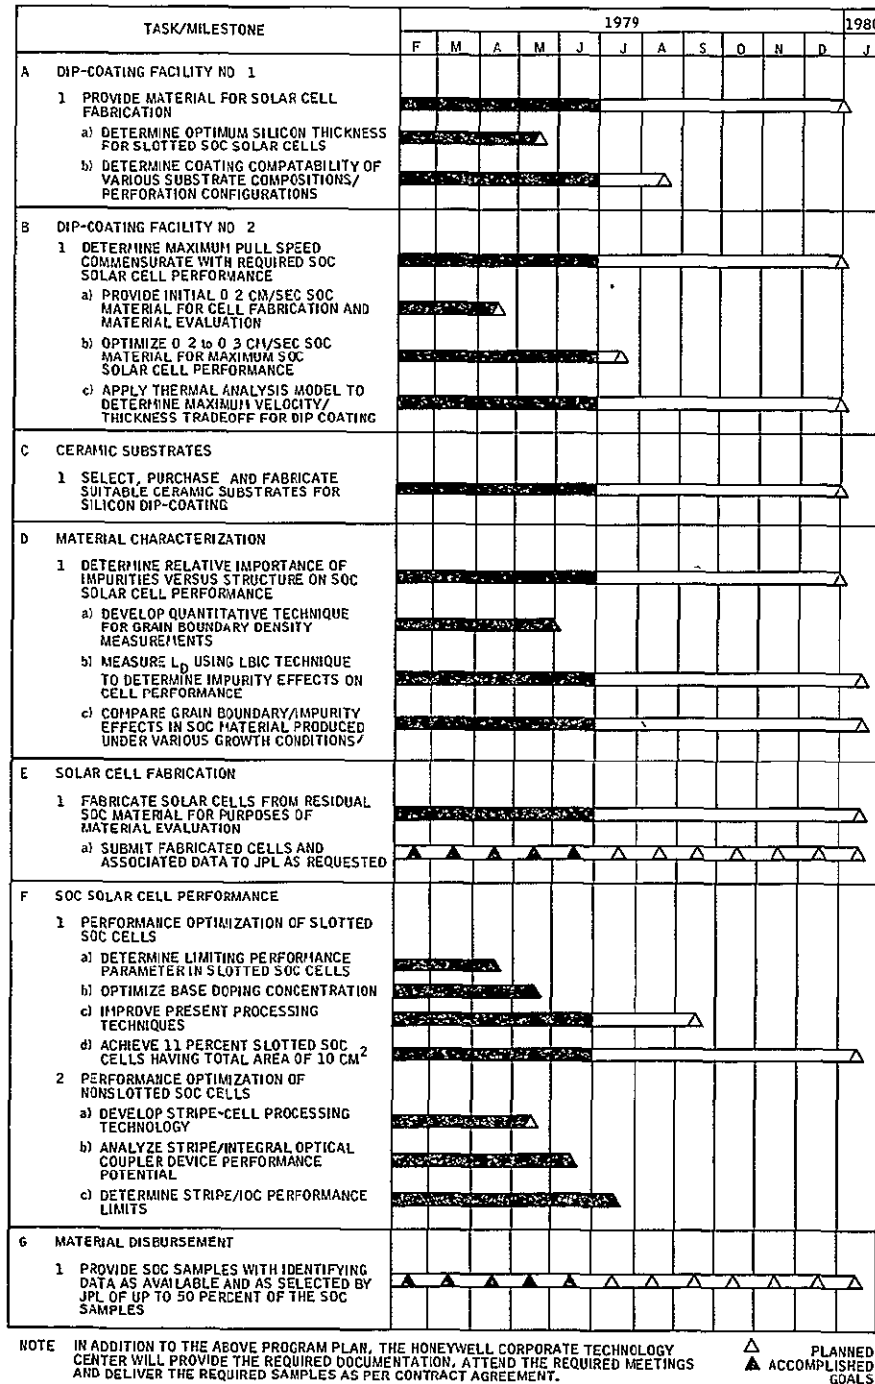 TASK/MILESTONE
1979
1980
F M A M J J A S O N D J
A DIP-COATING FACILITY NO 1
1 PROVIDE MATERIAL FOR SOLAR CELL
FABRICATION
a) DETERMINE OPTIMUM SILICON THICKNESS
FOR SLOTTED SOC SOLAR CELLS
b) DETERMINE COATING COMPATABILITY OF
VARIOUS SUBSTRATE COMPOSITIONS/
PERFORATION CONFIGURATIONS
B DIP-COATING FACILITY NO 2
1 DETERMINE MAXIMUM PULL SPEED
COMMENSURATE WITH REQUIRED SOC
SOLAR CELL PERFORMANCE
a) PROVIDE INITIAL 0 2 CM/SEC SOC
MATERIAL FOR CELL FABRICATION AND
MATERIAL EVALUATION
b) OPTIMIZE 0 2 to 0 3 CM/SEC SOC
MATERIAL FOR MAXIMUM SOC
SOLAR CELL PERFORMANCE
c) APPLY THERMAL ANALYSIS MODEL TO
DETERMINE MAXIMUM VELOCITY/
THICKNESS TRADEOFF FOR DIP COATING
C CERAMIC SUBSTRATES
1 SELECT, PURCHASE AND FABRICATE
SUITABLE CERAMIC SUBSTRATES FOR
SILICON DIP-COATING
D MATERIAL CHARACTERIZATION
1 DETERMINE RELATIVE IMPORTANCE OF
IMPURITIES VERSUS STRUCTURE ON SOC
SOLAR CELL PERFORMANCE
a) DEVELOP QUANTITATIVE TECHNIQUE
FOR GRAIN BOUNDARY DENSITY
MEASUREMENTS
b) MEASURE L_D USING LBIC TECHNIQUE
TO DETERMINE IMPURITY EFFECTS ON
CELL PERFORMANCE
c) COMPARE GRAIN BOUNDARY/IMPURITY
EFFECTS IN SOC MATERIAL PRODUCED
UNDER VARIOUS GROWTH CONDITIONS/
E SOLAR CELL FABRICATION
1 FABRICATE SOLAR CELLS FROM RESIDUAL
SOC MATERIAL FOR PURPOSES OF
MATERIAL EVALUATION
a) SUBMIT FABRICATED CELLS AND
ASSOCIATED DATA TO JPL AS REQUESTED
F SOC SOLAR CELL PERFORMANCE
1 PERFORMANCE OPTIMIZATION OF SLOTTED
SOC CELLS
a) DETERMINE LIMITING PERFORMANCE
PARAMETER IN SLOTTED SOC CELLS
b) OPTIMIZE BASE DOPING CONCENTRATION
c) IMPROVE PRESENT PROCESSING
TECHNIQUES
d) ACHIEVE 11 PERCENT SLOTTED SOC
CELLS HAVING TOTAL AREA OF 10 CM²
2 PERFORMANCE OPTIMIZATION OF
NONSLOTTED SOC CELLS
a) DEVELOP STRIPE-CELL PROCESSING
TECHNOLOGY
b) ANALYZE STRIPE/INTEGRAL OPTICAL
COUPLER DEVICE PERFORMANCE
POTENTIAL
c) DETERMINE STRIPE/IOC PERFORMANCE
LIMITS
G MATERIAL DISBURSEMENT
1 PROVIDE SOC SAMPLES WITH IDENTIFYING
DATA AS AVAILABLE AND AS SELECTED BY
JPL OF UP TO 50 PERCENT OF THE SOC
SAMPLES
NOTE IN ADDITION TO THE ABOVE PROGRAM PLAN, THE HONEYWELL CORPORATE TECHNOLOGY
CENTER WILL PROVIDE THE REQUIRED DOCUMENTATION, ATTEND THE REQUIRED MEETINGS
AND DELIVER THE REQUIRED SAMPLES AS PER CONTRACT AGREEMENT.
△ PLANNED
▲ ACCOMPLISHED
GOALS